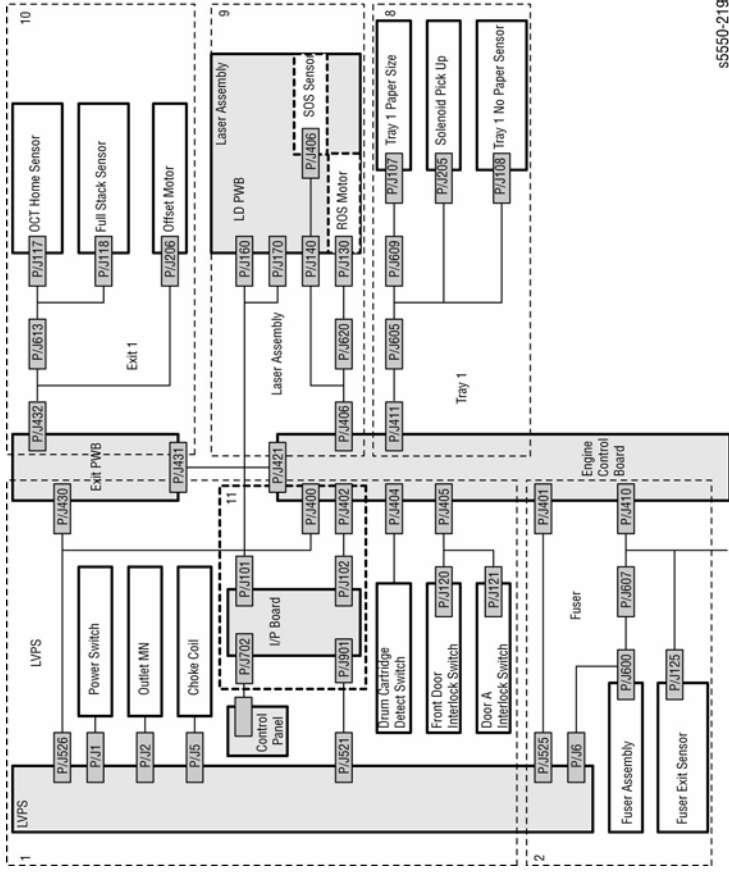 s5550-219
10
OCT Home Sensor
P/J117
Full Stack Sensor
P/J118
Offset Motor
P/J206
P/J613
Exit 1
P/J432
Exit PWB
P/J431
P/J430
9
Laser Assembly
SOS Sensor
P/J406
LD PWB
ROS Motor
P/J160
P/J170
P/J140
P/J130
Laser Assembly
P/J620
P/J421
P/J406
8
Tray 1 Paper Size
P/J107
Solenoid Pick Up
P/J205
Tray 1 No Paper Sensor
P/J108
P/J609
P/J605
Tray 1
P/J411
Engine
Control
Board
1
LVPS
LVPS
P/J526
Power Switch
P/J1
Outlet MN
P/J2
Choke Coil
P/J5
11
P/J400
P/J402
P/J101
P/J102
I/P Board
P/J702
P/J901
Control
Panel
P/J521
P/J404
Drum Cartridge
Detect Switch
P/J405
P/J120
Front Door
Interlock Switch
P/J121
Door A
Interlock Switch
2
P/J401
P/J410
Fuser
P/J607
P/J525
P/J6
P/J600
Fuser Assembly
P/J125
Fuser Exit Sensor